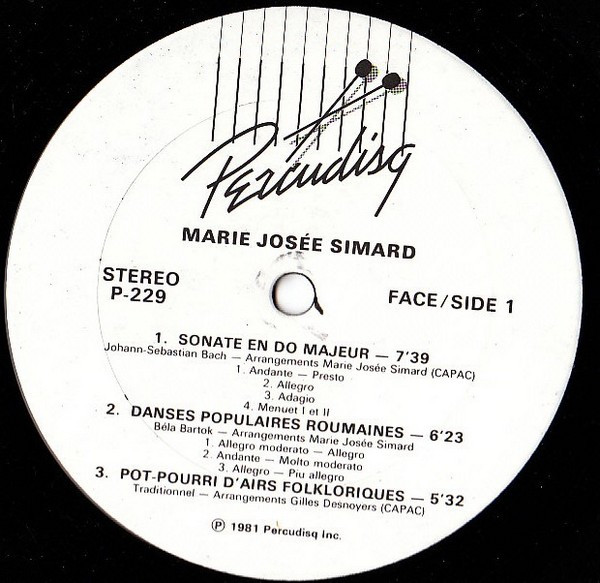 Percudisq
MARIE JOSÉE SIMARD
STEREO
P-229
FACE/SIDE 1
1. SONATE EN DO MAJEUR — 7'39
Johann-Sebastian Bach — Arrangements Marie Josée Simard (CAPAC)
1. Andante — Presto
2. Allegro
3. Adagio
4. Menuet I et II
2. DANSES POPULAIRES ROUMAINES — 6'23
Béla Bartok — Arrangements Marie Josée Simard
1. Allegro moderato — Allegro
2. Andante — Molto moderato
3. Allegro — Piu allegro
3. POT-POURRI D'AIRS FOLKLORIQUES — 5'32
Traditionnel — Arrangements Gilles Desnoyers (CAPAC)
℗ 1981 Percudisq Inc.